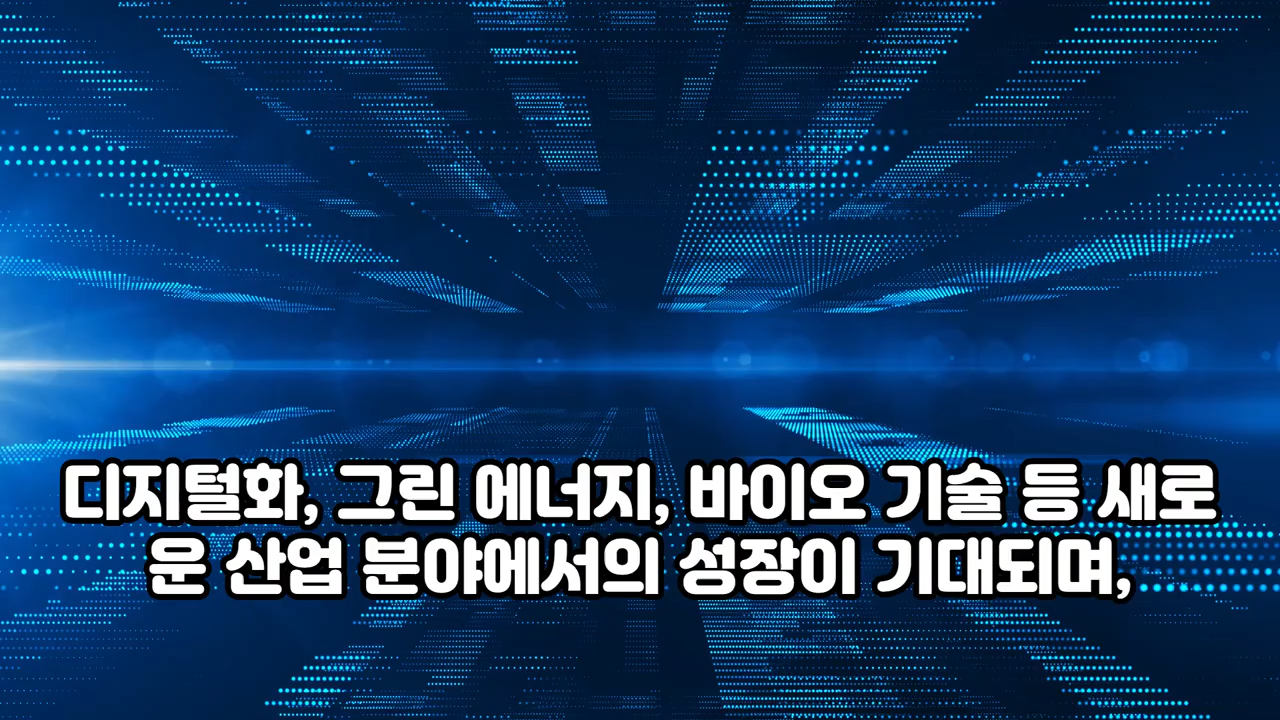 디지털화, 그린 에너지, 바이오 기술 등 새로
운 산업 분야에서의 성장이 기대되며,